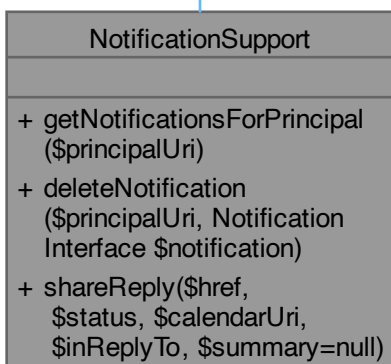 NotificationSupport
+ getNotificationsForPrincipal
($principalUri)
+ deleteNotification
($principalUri, Notification
Interface $notification)
+ shareReply($href,
$status, $calendarUri,
$inReplyTo, $summary=null)